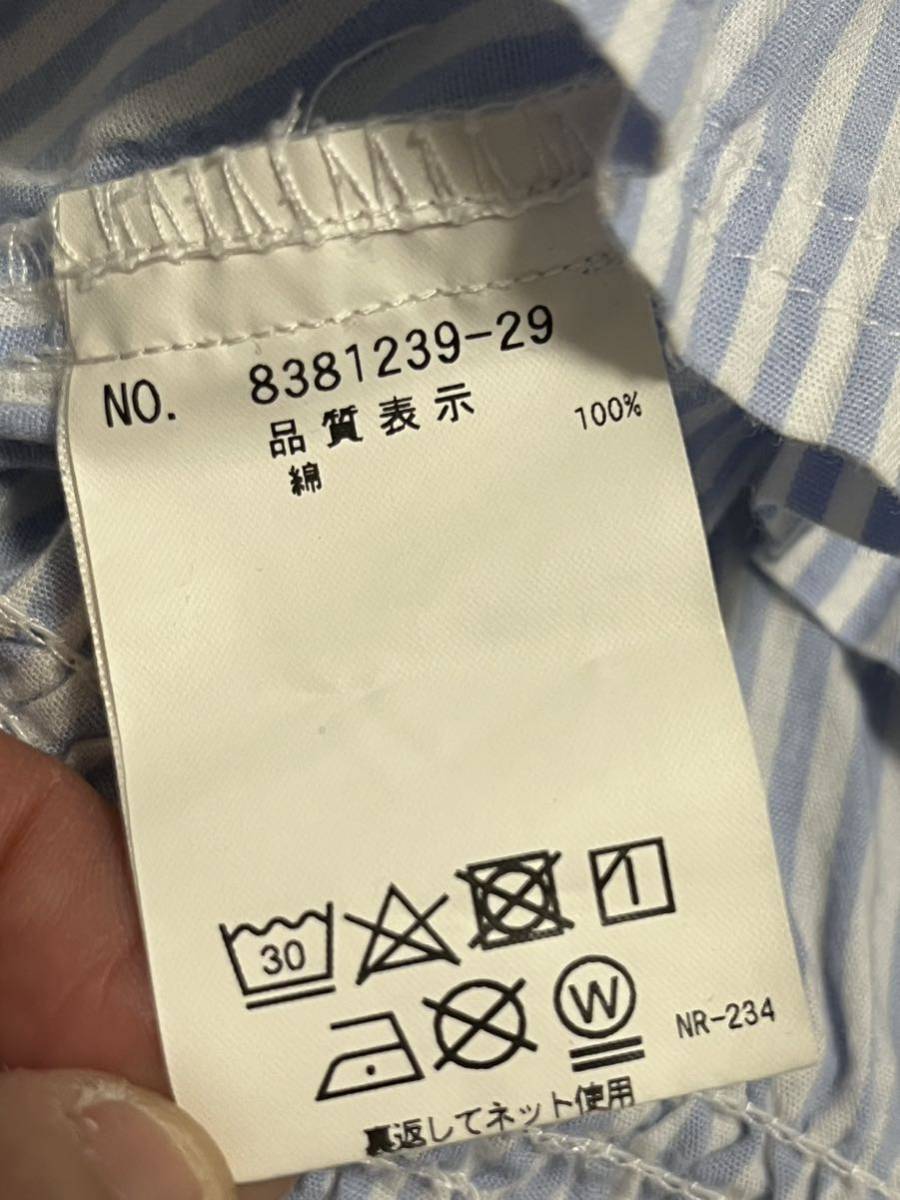 NO. 8381239-29
品質表示
綿 100%
30
W
NR-234
裏返してネット使用